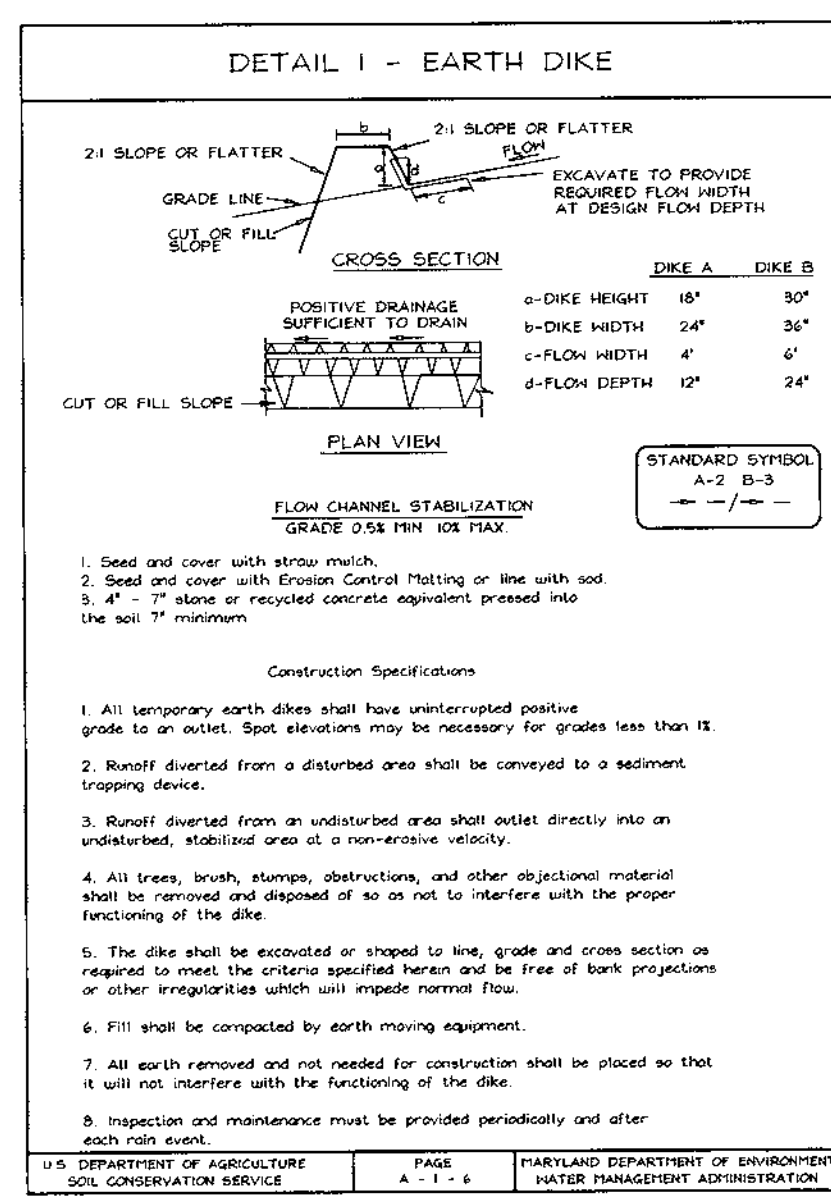 DETAIL 1 - EARTH DIKE
b
2:1 SLOPE OR FLATTER
2:1 SLOPE OR FLATTER
FLOW
a
d
EXCAVATE TO PROVIDE
REQUIRED FLOW WIDTH
AT DESIGN FLOW DEPTH
GRADE LINE
c
CUT OR FILL
SLOPE
CROSS SECTION
DIKE A DIKE B
a-DIKE HEIGHT 18" 30"
b-DIKE WIDTH 24" 36"
c-FLOW WIDTH 4' 6'
d-FLOW DEPTH 12" 24"
POSITIVE DRAINAGE
SUFFICIENT TO DRAIN
CUT OR FILL SLOPE
PLAN VIEW
STANDARD SYMBOL
A-2 B-3
FLOW CHANNEL STABILIZATION
GRADE 0.5% MIN 10% MAX.
1. Seed and cover with straw mulch.
2. Seed and cover with Erosion Control Matting or line with sod.
3. 4" - 7" stone or recycled concrete equivalent pressed into
the soil 7" minimum
Construction Specifications
1. All temporary earth dikes shall have uninterrupted positive
grade to an outlet. Spot elevations may be necessary for grades less than 1%.
2. Runoff diverted from a disturbed area shall be conveyed to a sediment
trapping device.
3. Runoff diverted from an undisturbed area shall outlet directly into an
undisturbed, stabilized area at a non-erosive velocity.
4. All trees, brush, stumps, obstructions, and other objectional material
shall be removed and disposed of so as not to interfere with the proper
functioning of the dike.
5. The dike shall be excavated or shaped to line, grade and cross section as
required to meet the criteria specified herein and be free of bank projections
or other irregularities which will impede normal flow.
6. Fill shall be compacted by earth moving equipment.
7. All earth removed and not needed for construction shall be placed so that
it will not interfere with the functioning of the dike.
8. Inspection and maintenance must be provided periodically and after
each rain event.
U.S. DEPARTMENT OF AGRICULTURE
SOIL CONSERVATION SERVICE
PAGE
A - 1 - 6
MARYLAND DEPARTMENT OF ENVIRONMENT
WATER MANAGEMENT ADMINISTRATION